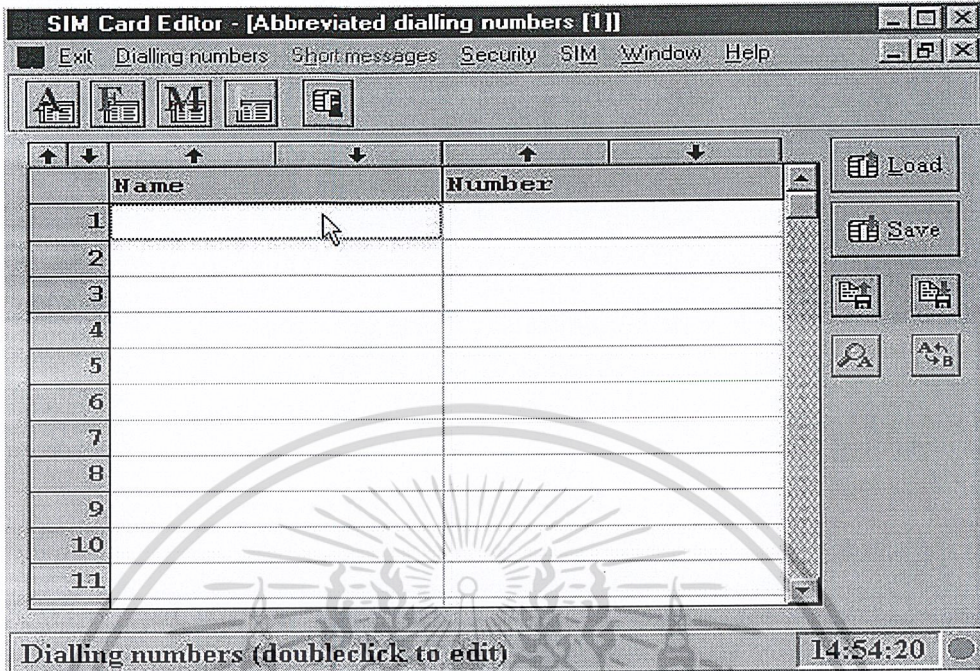 SIM Card Editor - [Abbreviated dialling numbers [1]]
Exit Dialling numbers Short messages Security SIM Window Help
A F M
Load
Name Number
1
Save
2
3
4
A
A B
5
6
7
8
9
10
11
Dialling numbers (doubleclick to edit) 14:54:20